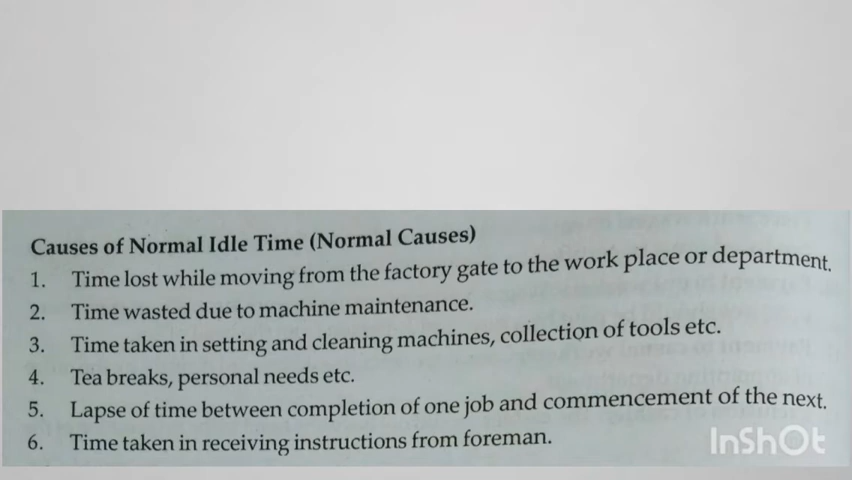 Causes of Normal Idle Time (Normal Causes)
1. Time lost while moving from the factory gate to the work place or department.
2. Time wasted due to machine maintenance.
3. Time taken in setting and cleaning machines, collection of tools etc.
4. Tea breaks, personal needs etc.
5. Lapse of time between completion of one job and commencement of the next.
6. Time taken in receiving instructions from foreman.
InShOt